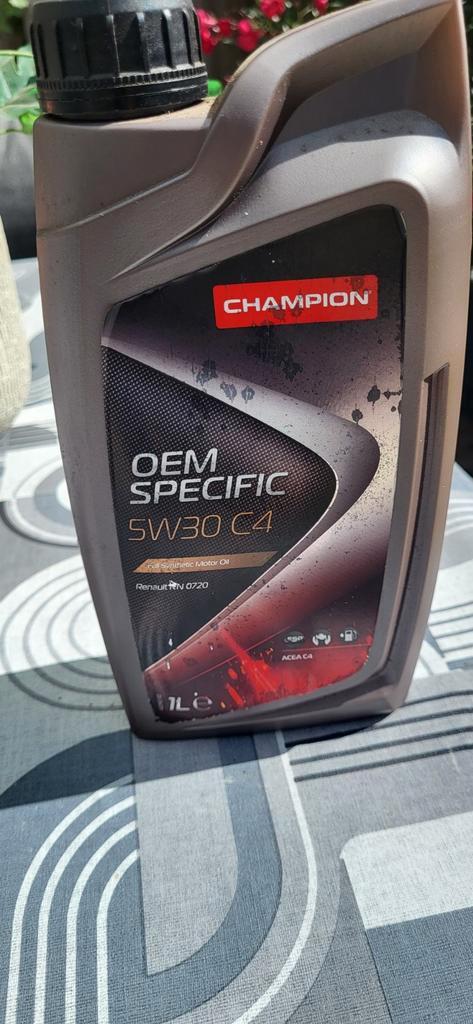 CHAMPION
OEM
SPECIFIC
5W30 C4
Full Synthetic Motor Oil
Renault RN 0720
ACEA C4
1L e